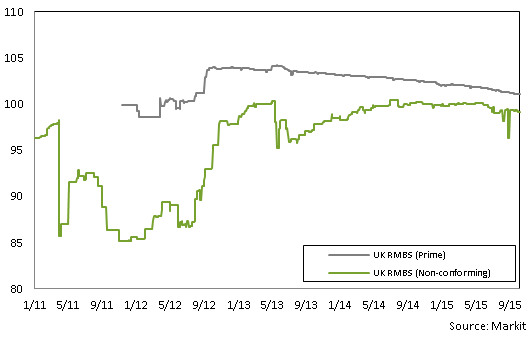 110
105
100
95
90
85
80
UK RMBS (Prime)
UK RMBS (Non-conforming)
1/11 5/11 9/11 1/12 5/12 9/12 1/13 5/13 9/13 1/14 5/14 9/14 1/15 5/15 9/15
Source: Markit